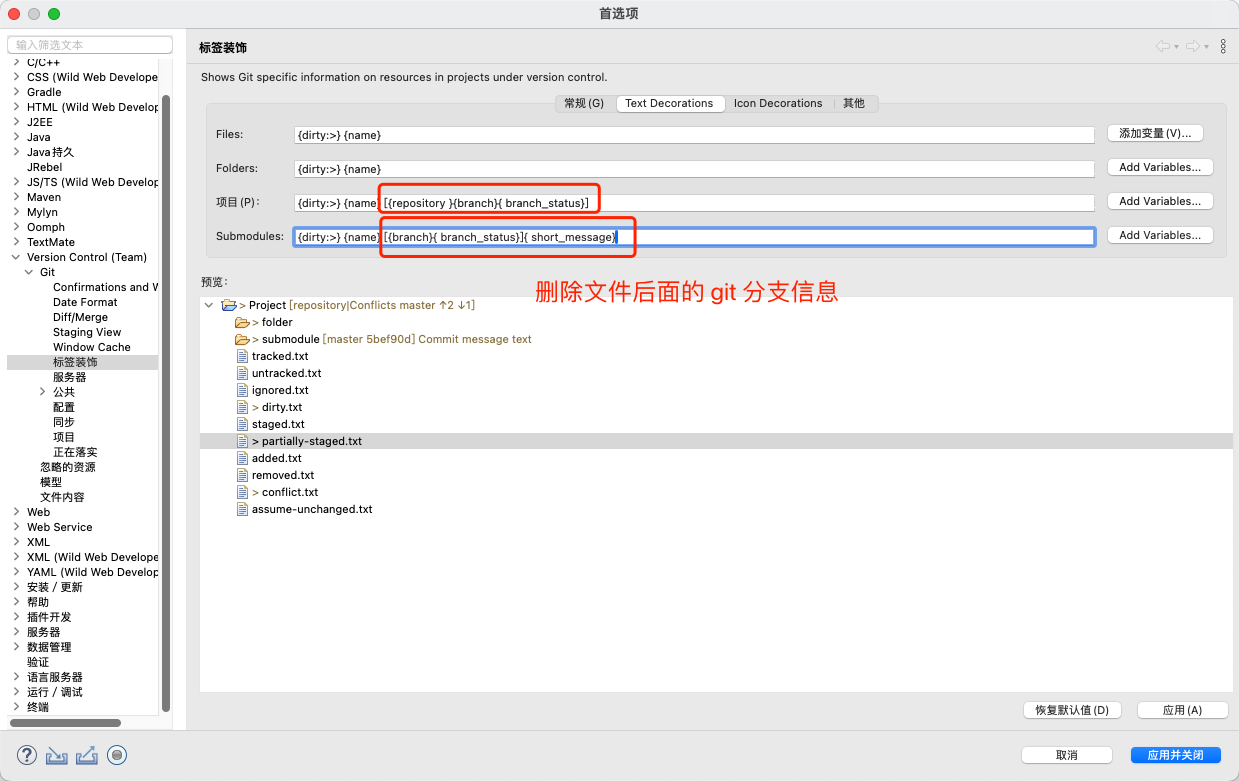 首选项
输入筛选文本
C/C++
CSS (Wild Web Develope
Gradle
HTML (Wild Web Develop
J2EE
Java
Java持久
JRebel
JS/TS (Wild Web Develop
Maven
Mylyn
Oomph
TextMate
Version Control (Team)
Git
Confirmations and W
Date Format
Diff/Merge
Staging View
Window Cache
标签装饰
服务器
公共
配置
同步
项目
正在落实
忽略的资源
模型
文件内容
Web
Web Service
XML
XML (Wild Web Develope
YAML (Wild Web Develop
安装 / 更新
帮助
插件开发
服务器
数据管理
验证
语言服务器
运行 / 调试
终端
标签装饰
Shows Git specific information on resources in projects under version control.
常规 (G) Text Decorations Icon Decorations 其他
Files: {dirty:>} {name} 添加变量 (V)...
Folders: {dirty:>} {name} Add Variables...
项目 (P)： {dirty:>} {name} [{repository }{branch}{ branch_status}] Add Variables...
Submodules: {dirty:>} {name} [{branch}{ branch_status}]{ short_message} Add Variables...
删除文件后面的 git 分支信息
预览：
> Project [repository|Conflicts master ↑2 ↓1]
> folder
> submodule [master 5bef90d] Commit message text
tracked.txt
untracked.txt
ignored.txt
> dirty.txt
staged.txt
> partially-staged.txt
added.txt
removed.txt
> conflict.txt
assume-unchanged.txt
恢复默认值 (D) 应用 (A)
? 取消 应用并关闭